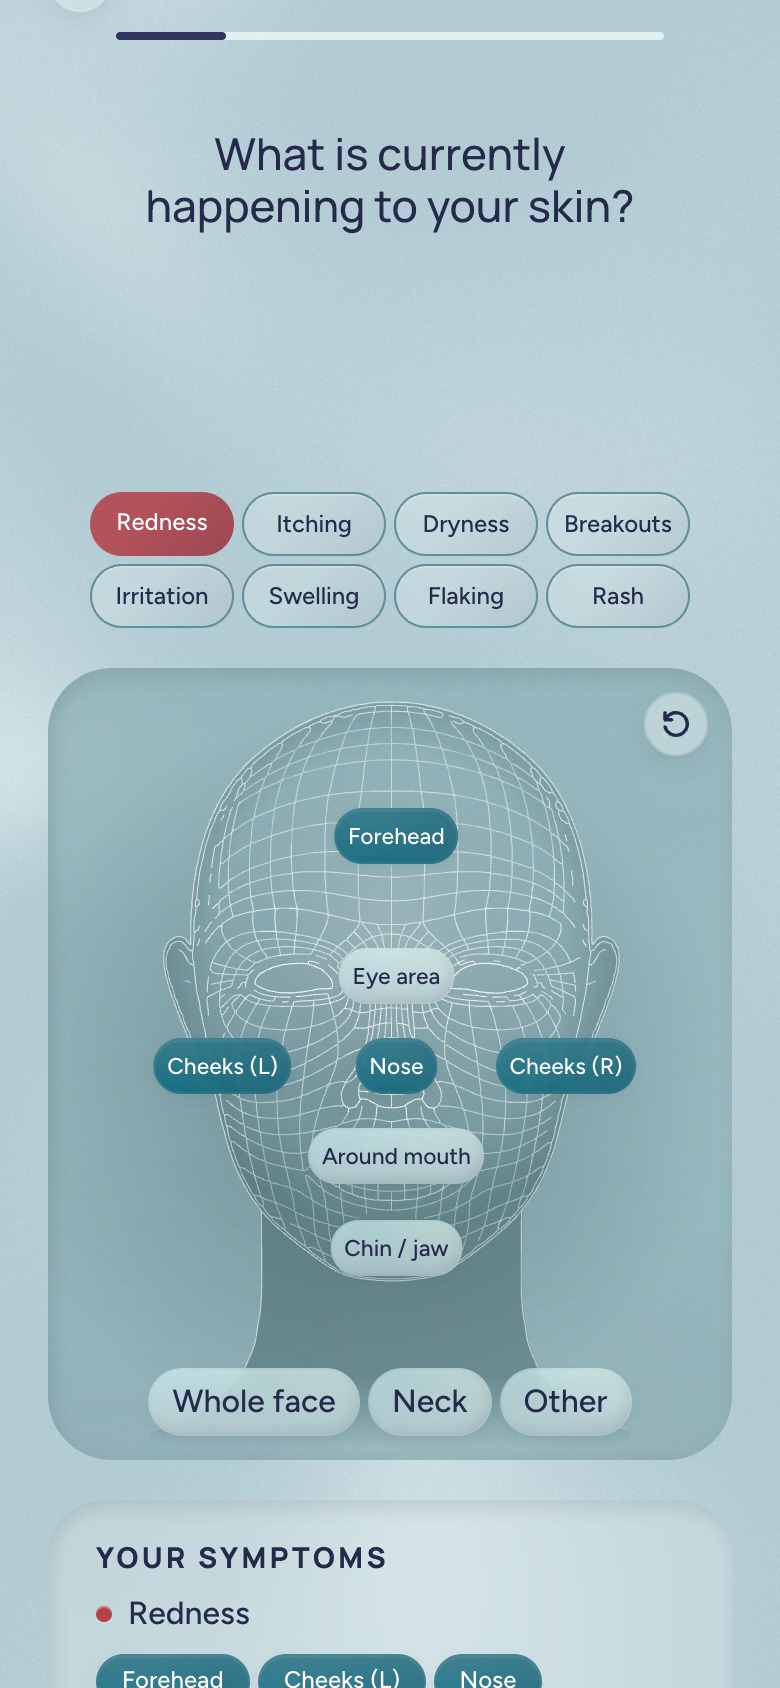 What is currently
happening to your skin?
Redness Itching Dryness Breakouts
Irritation Swelling Flaking Rash
Forehead
Eye area
Cheeks (L) Nose Cheeks (R)
Around mouth
Chin / jaw
Whole face Neck Other
YOUR SYMPTOMS
Redness
Forehead Cheeks (L) Nose